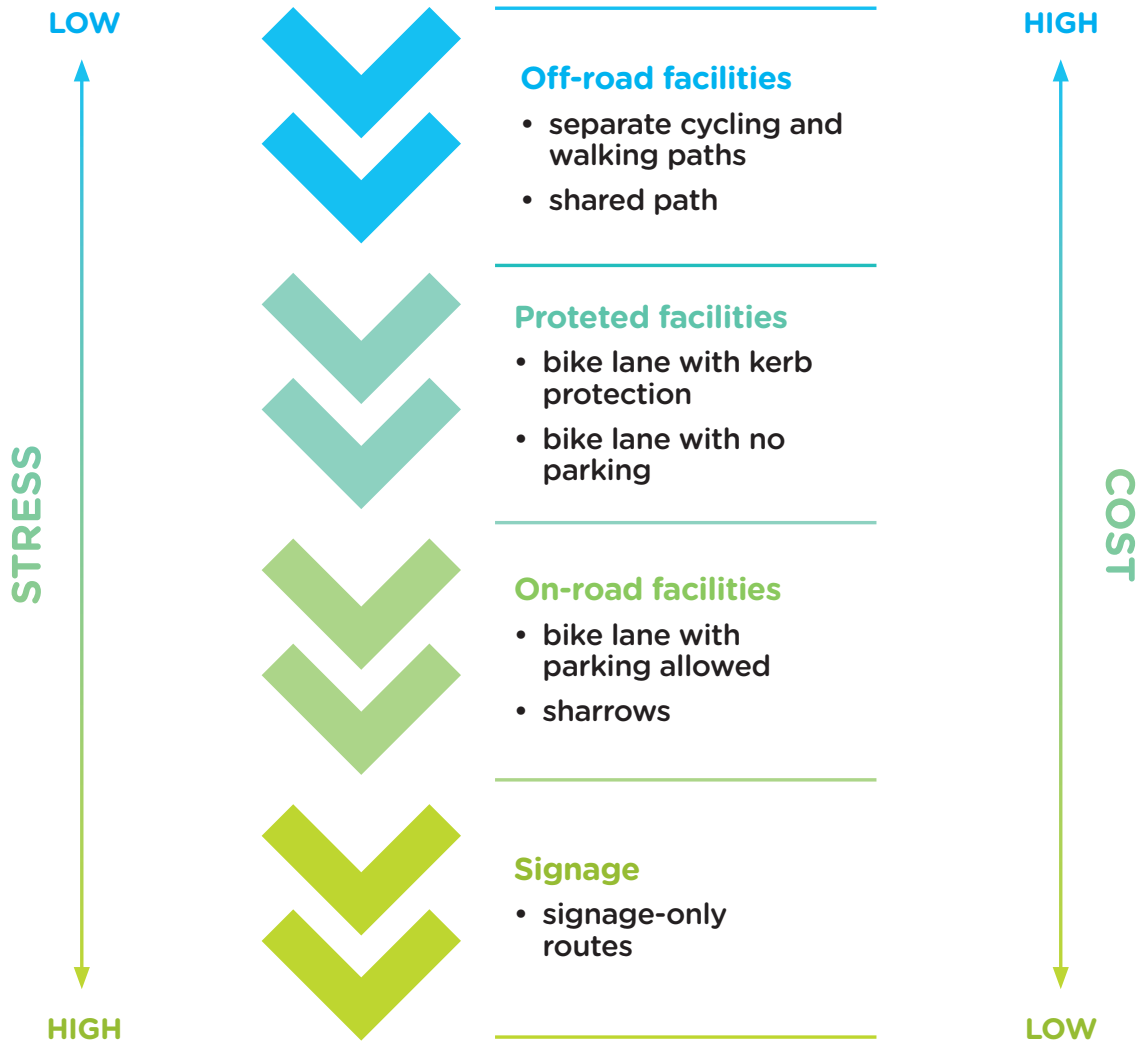 LOW
HIGH
Off-road facilities
• separate cycling and
walking paths
• shared path
Proteted facilities
• bike lane with kerb
protection
• bike lane with no
parking
STRESS
COST
On-road facilities
• bike lane with
parking allowed
• sharrows
Signage
• signage-only
routes
HIGH
LOW